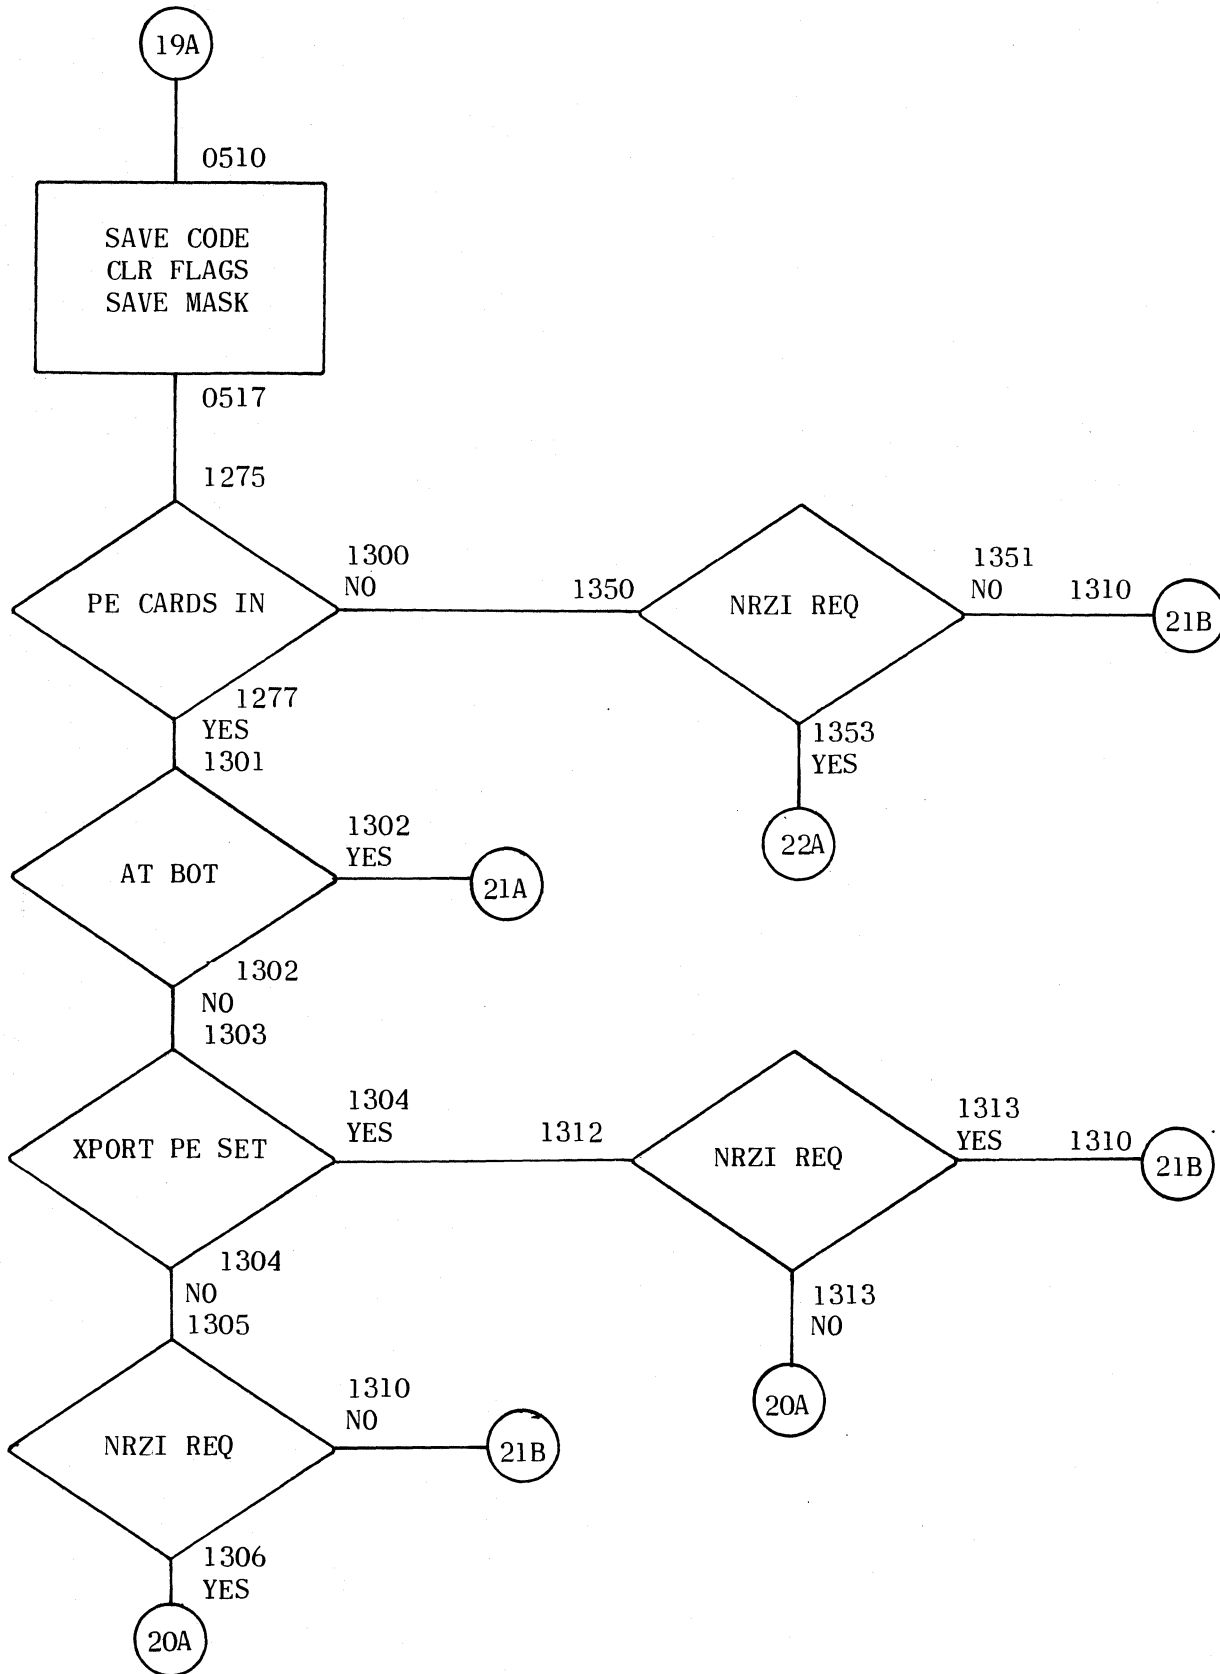 19A
0510
SAVE CODE
CLR FLAGS
SAVE MASK
0517
1275
PE CARDS IN
1300
NO
1350
NRZI REQ
1351
NO
1310
21B
1277
YES
1353
YES
22A
1301
AT BOT
1302
YES
21A
1302
NO
1303
XPORT PE SET
1304
YES
1312
NRZI REQ
1313
YES
1310
21B
1304
NO
1313
NO
20A
1305
NRZI REQ
1310
NO
21B
1306
YES
20A